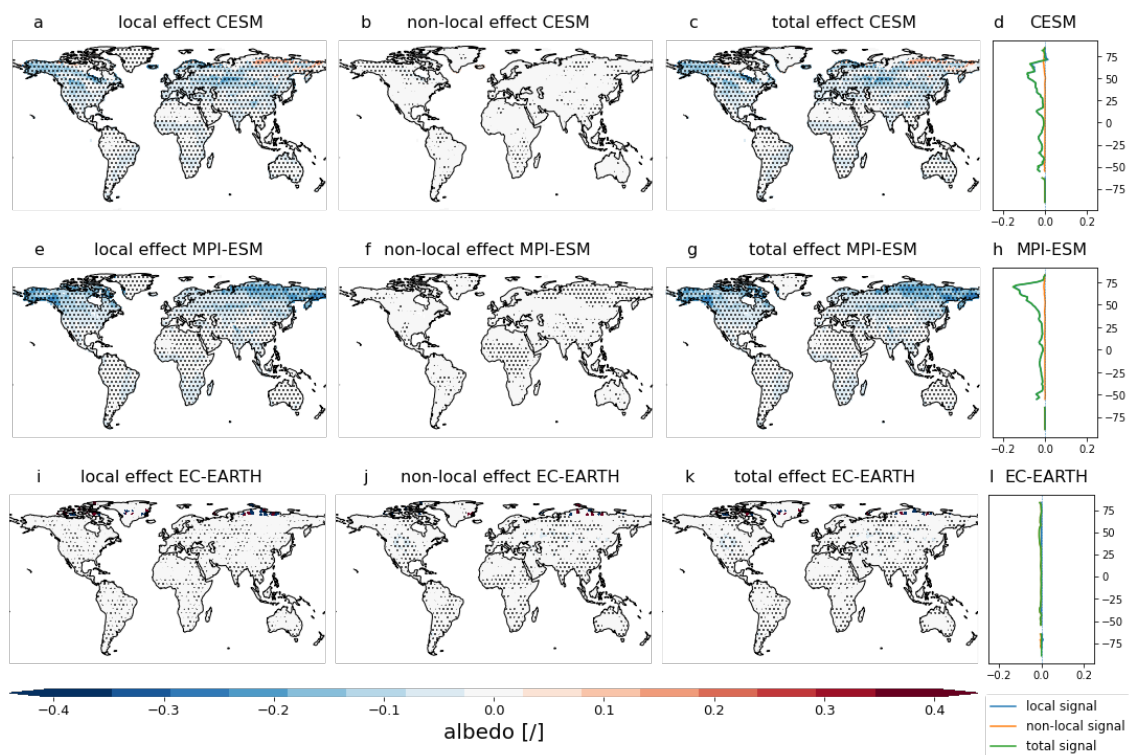 a local effect CESM b non-local effect CESM c total effect CESM d CESM
75
50
25
0
−25
−50
−75
−0.2 0.0 0.2
e local effect MPI-ESM f non-local effect MPI-ESM g total effect MPI-ESM h MPI-ESM
75
50
25
0
−25
−50
−75
−0.2 0.0 0.2
i local effect EC-EARTH j non-local effect EC-EARTH k total effect EC-EARTH l EC-EARTH
75
50
25
0
−25
−50
−75
−0.2 0.0 0.2
−0.4 −0.3 −0.2 −0.1 0.0 0.1 0.2 0.3 0.4
albedo [/]
local signal
non-local signal
total signal